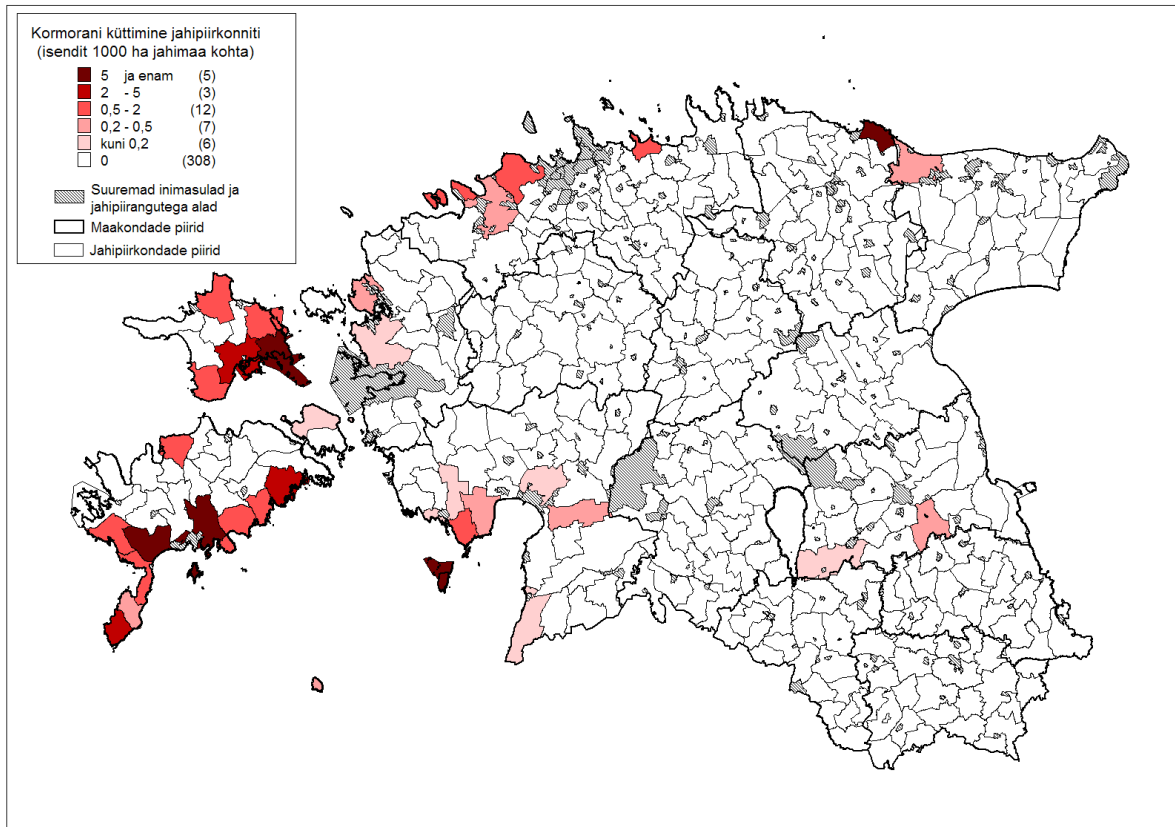 Kormorani küttimine jahipiirkonniti
(isendit 1000 ha jahimaa kohta)
5 ja enam (5)
2 - 5 (3)
0,5 - 2 (12)
0,2 - 0,5 (7)
kuni 0,2 (6)
0 (308)
Suuremad inimasulad ja
jahipiirangutega alad
Maakondade piirid
Jahipiirkondade piirid